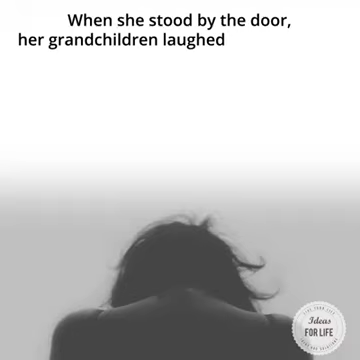 When she stood by the door,
her grandchildren laughed
Ideas
FOR LIFE